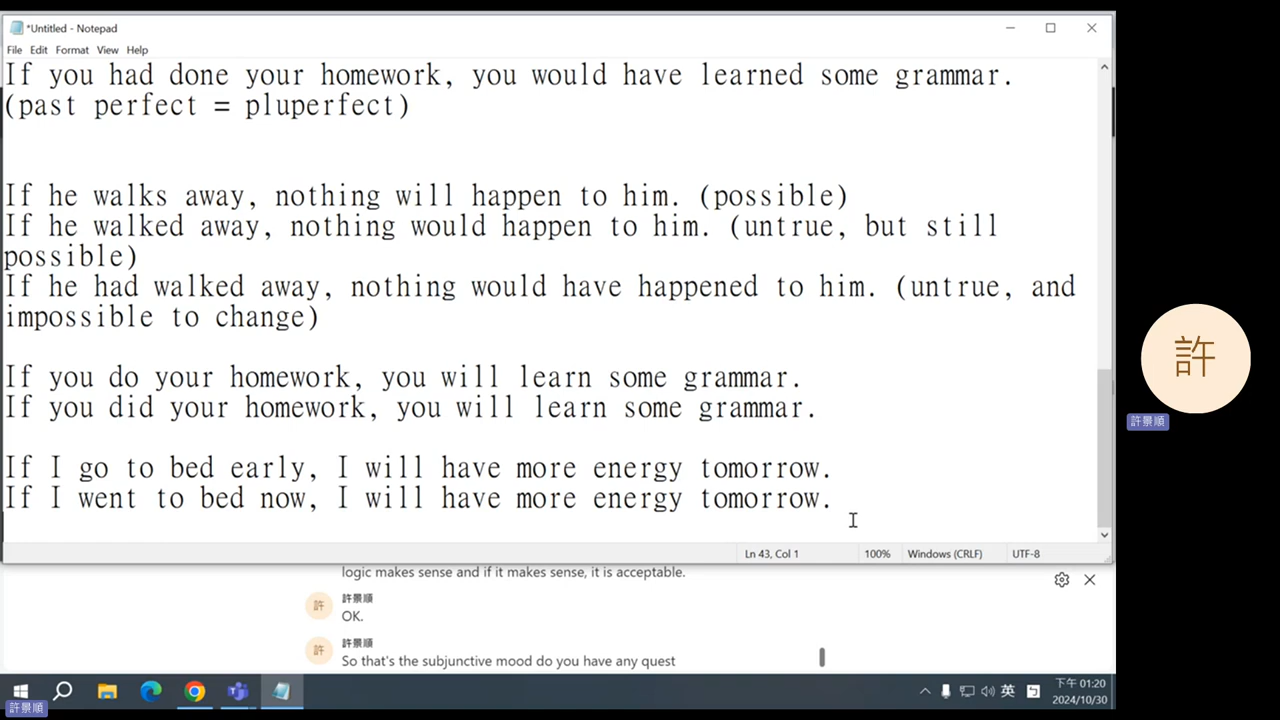 *Untitled - Notepad
File Edit Format View Help
If you had done your homework, you would have learned some grammar.
(past perfect = pluperfect)
If he walks away, nothing will happen to him. (possible)
If he walked away, nothing would happen to him. (untrue, but still
possible)
If he had walked away, nothing would have happened to him. (untrue, and
impossible to change)
If you do your homework, you will learn some grammar.
If you did your homework, you will learn some grammar.
If I go to bed early, I will have more energy tomorrow.
If I went to bed now, I will have more energy tomorrow.
Ln 43, Col 1 100% Windows (CRLF) UTF-8
logic makes sense and if it makes sense, it is acceptable.
許 許景順
OK.
許 許景順
So that's the subjunctive mood do you have any quest
許
許景順
英 ㄅ 下午 01:20
2024/10/30
許景順